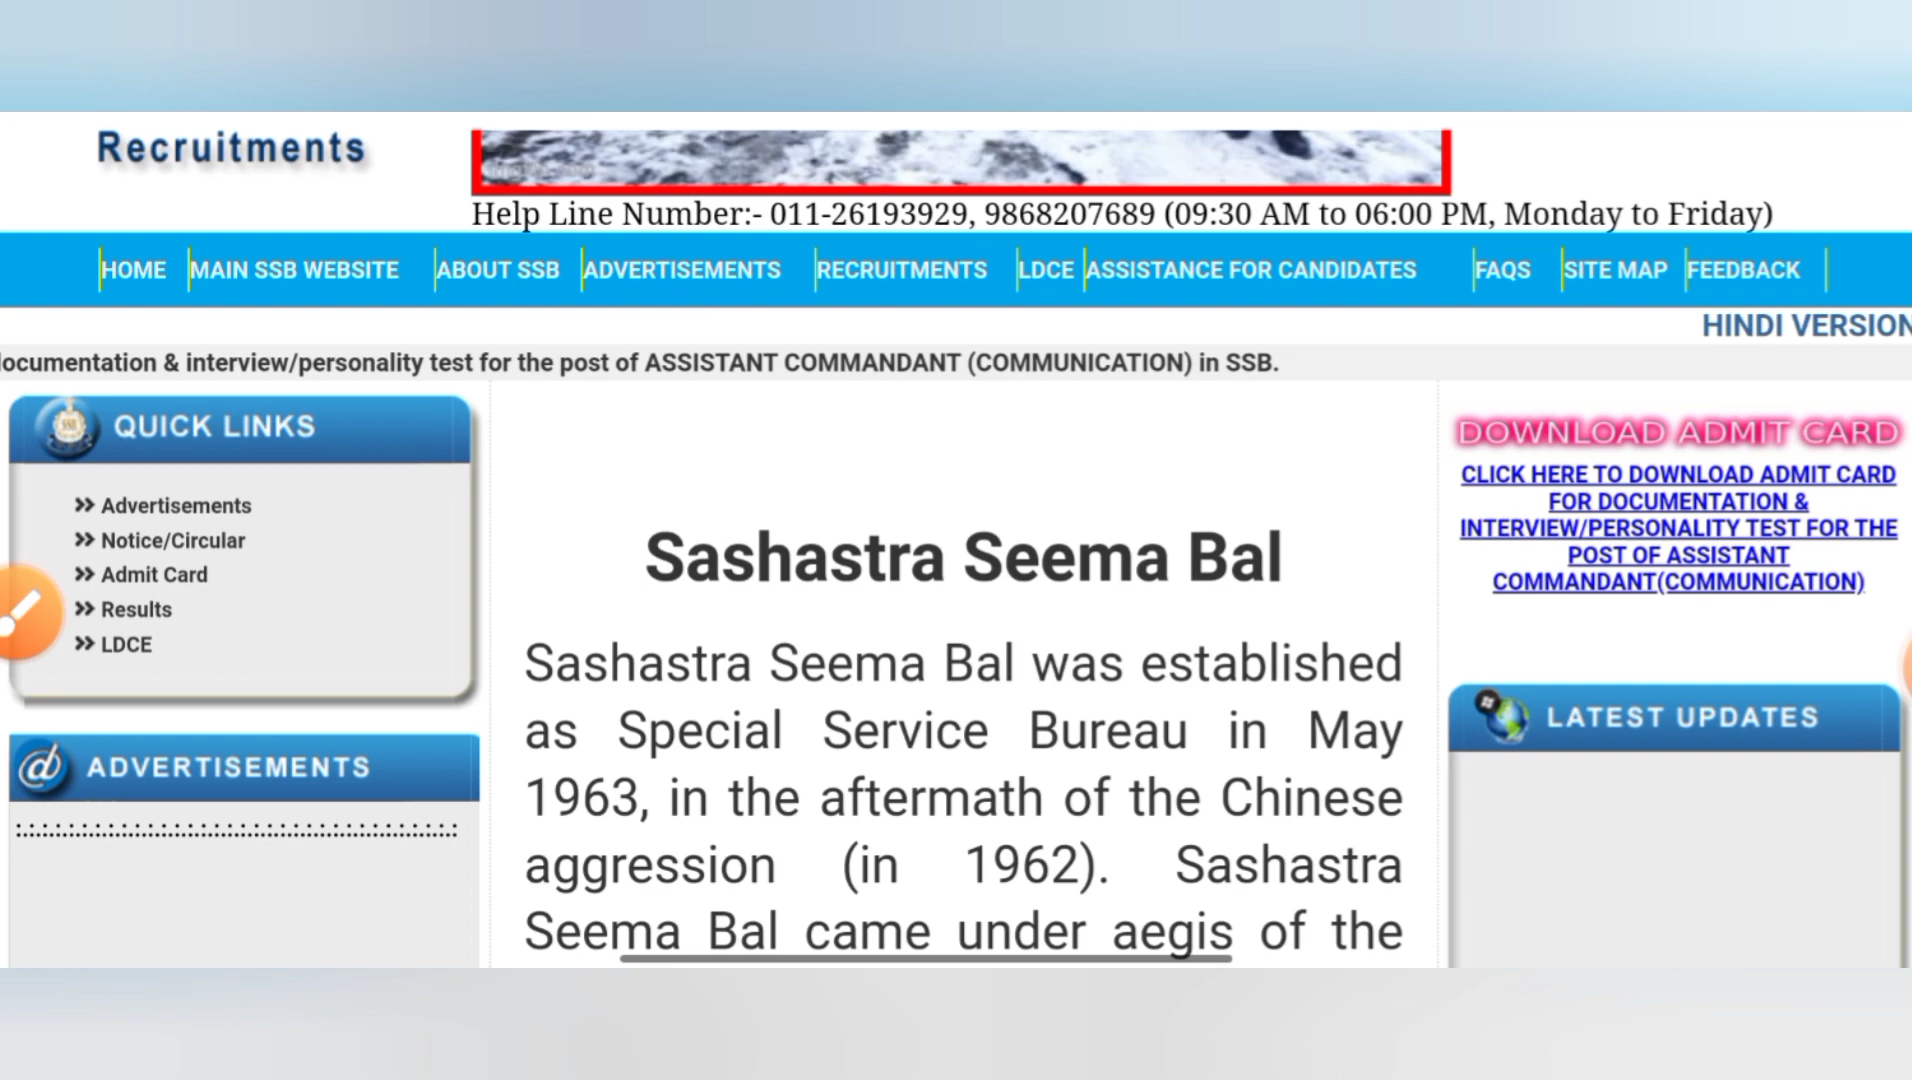 Recruitments
Help Line Number:- 011-26193929, 9868207689 (09:30 AM to 06:00 PM, Monday to Friday)
HOME MAIN SSB WEBSITE ABOUT SSB ADVERTISEMENTS RECRUITMENTS LDCE ASSISTANCE FOR CANDIDATES FAQS SITE MAP FEEDBACK
HINDI VERSION
ocumentation & interview/personality test for the post of ASSISTANT COMMANDANT (COMMUNICATION) in SSB.
QUICK LINKS
Advertisements
Notice/Circular
Admit Card
Results
LDCE
ADVERTISEMENTS
Sashastra Seema Bal
Sashastra Seema Bal was established
as Special Service Bureau in May
1963, in the aftermath of the Chinese
aggression (in 1962). Sashastra
Seema Bal came under aegis of the
DOWNLOAD ADMIT CARD
CLICK HERE TO DOWNLOAD ADMIT CARD
FOR DOCUMENTATION &
INTERVIEW/PERSONALITY TEST FOR THE
POST OF ASSISTANT
COMMANDANT(COMMUNICATION)
LATEST UPDATES